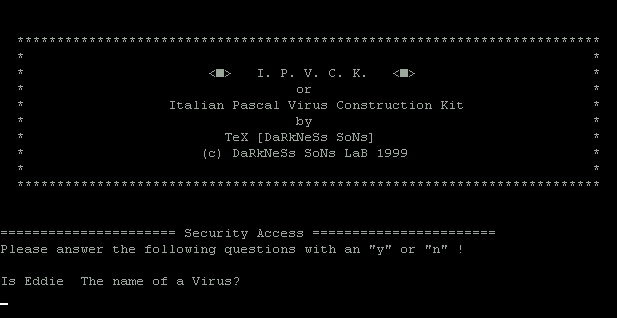 *************************************************************************
* *
* <■> I. P. V. C. K. <■> *
* or *
* Italian Pascal Virus Construction Kit *
* by *
* TeX [DaRkNeSs SoNs] *
* (c) DaRkNeSs SoNs LaB 1999 *
* *
*************************************************************************
====================== Security Access =======================
Please answer the following questions with an "y" or "n" !
Is Eddie The name of a Virus?
_